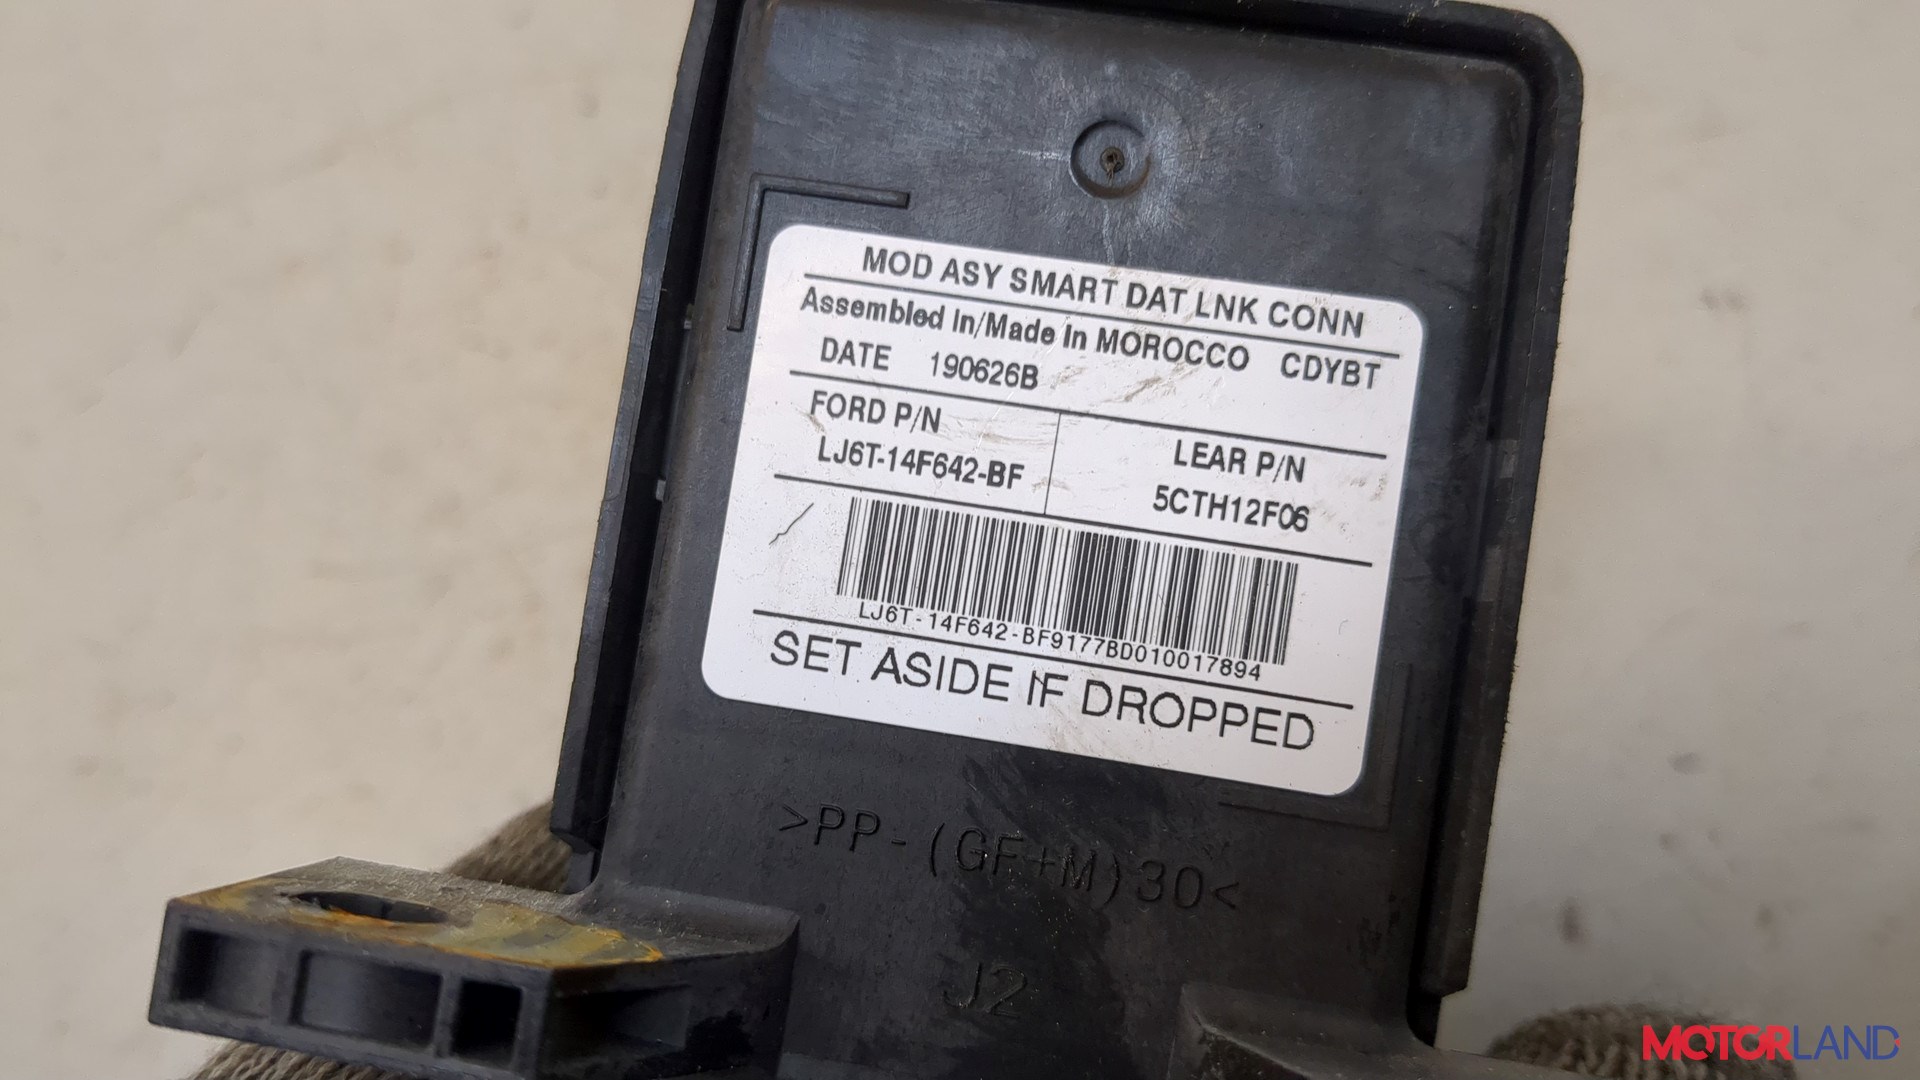 MOD ASY SMART DAT LNK CONN
Assembled In/Made In MOROCCO CDYBT
DATE 190626B
FORD P/N
LJ6T-14F642-BF
LEAR P/N
5CTH12F06
LJ6T-14F642-BF9177BD010017894
SET ASIDE IF DROPPED
>PP-(GF+M)30<
J2
MOTORLAND